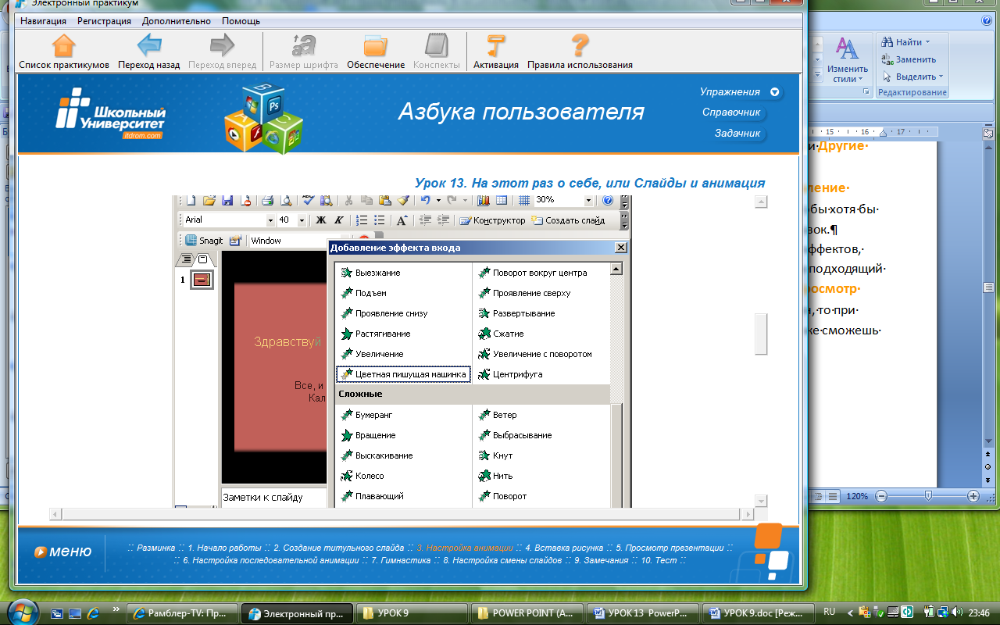 Электронный практикум
Навигация Регистрация Дополнительно Помощь
Список практикумов Переход назад Переход вперед Размер шрифта Обеспечение Конспекты Активация Правила использования
Школьный Университет
itdrom.com
Азбука пользователя
Упражнения
Справочник
Задачник
Урок 13. На этот раз о себе, или Слайды и анимация
30%
Arial 40 Ж К Конструктор Создать слайд
Snagit Window
Добавление эффекта входа
1
Выезжание Поворот вокруг центра
Подъем Проявление сверху
Проявление снизу Развертывание
Растягивание Сжатие
Увеличение Увеличение с поворотом
Цветная пишущая машинка Центрифуга
Сложные
Бумеранг Ветер
Вращение Выбрасывание
Выскакивание Кнут
Колесо Нить
Плавающий Поворот
Здравствуй
Все, и
Кал
Заметки к слайду
меню
:: Разминка :: 1. Начало работы :: 2. Создание титульного слайда :: 3. Настройка анимации :: 4. Вставка рисунка :: 5. Просмотр презентации ::
:: 6. Настройка последовательной анимации :: 7. Гимнастика :: 8. Настройка смены слайдов :: 9. Замечания :: 10. Тест ::
Изменить стили
Найти
Заменить
Выделить
Редактирование
15 16 17
и·Другие·
ление·
бы·хотя·бы·
вок.¶
ффектов,·
подходящий·
осмотр·
, то·при·
же·сможешь·
120%
Рамблер-TV: Пр... Электронный пр... УРОК 9 POWER POINT (A... УРОК 13 PowerP... УРОК 9.doc [Реж... RU 23:46